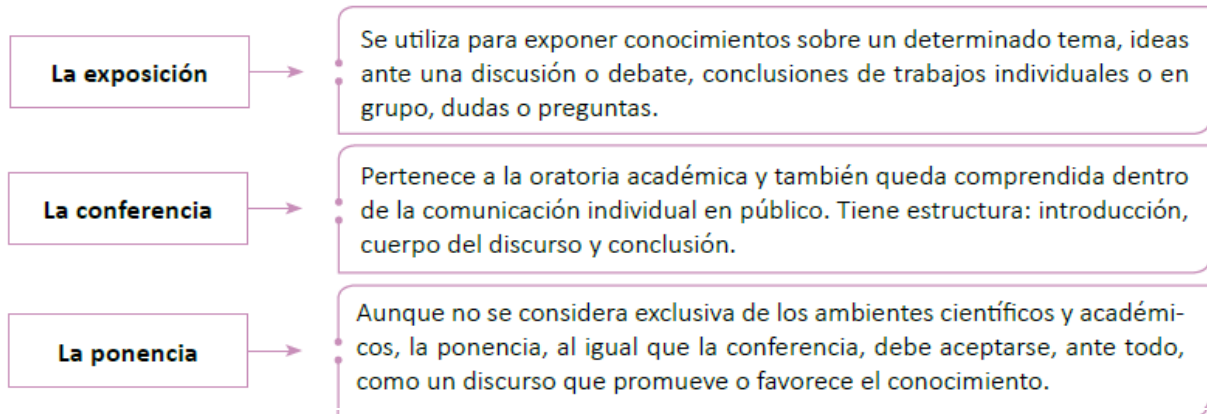 La exposición
Se utiliza para exponer conocimientos sobre un determinado tema, ideas
ante una discusión o debate, conclusiones de trabajos individuales o en
grupo, dudas o preguntas.
La conferencia
Pertenece a la oratoria académica y también queda comprendida dentro
de la comunicación individual en público. Tiene estructura: introducción,
cuerpo del discurso y conclusión.
La ponencia
Aunque no se considera exclusiva de los ambientes científicos y académi-
cos, la ponencia, al igual que la conferencia, debe aceptarse, ante todo,
como un discurso que promueve o favorece el conocimiento.